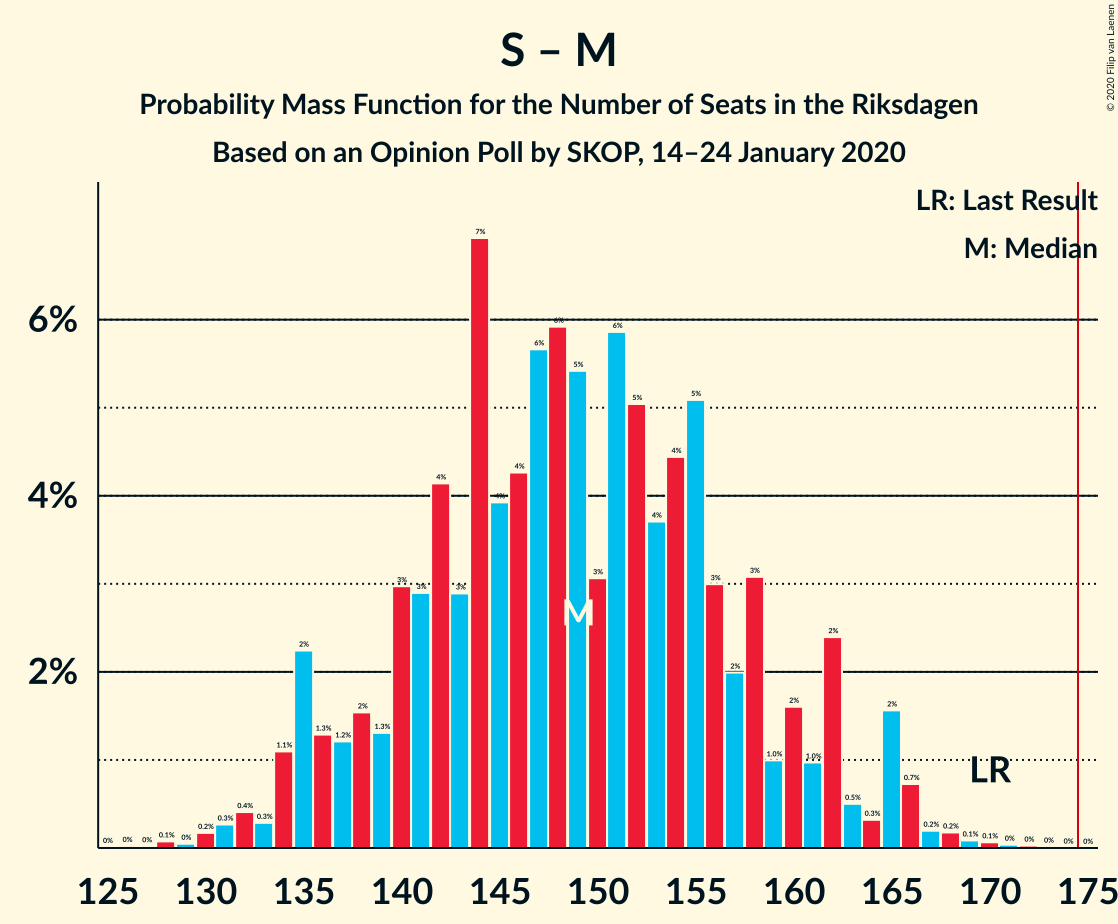 © 2020 Filip van Laenen
S – M
Probability Mass Function for the Number of Seats in the Riksdagen
Based on an Opinion Poll by SKOP, 14–24 January 2020
LR: Last Result
M: Median
6%
4%
2%
0% 0% 0% 0.1% 0% 0.2% 0.3% 0.4% 0.3% 1.1% 2% 1.3% 1.2% 2% 1.3% 3% 3% 4% 3% 7% 4% 4% 6% 6% 5% 3% 6% 5% 4% 4% 5% 3% 2% 3% 1.0% 2% 1.0% 2% 0.5% 0.3% 2% 0.7% 0.2% 0.2% 0.1% 0.1% 0% 0% 0% 0% 0%
M
LR
125 130 135 140 145 150 155 160 165 170 175